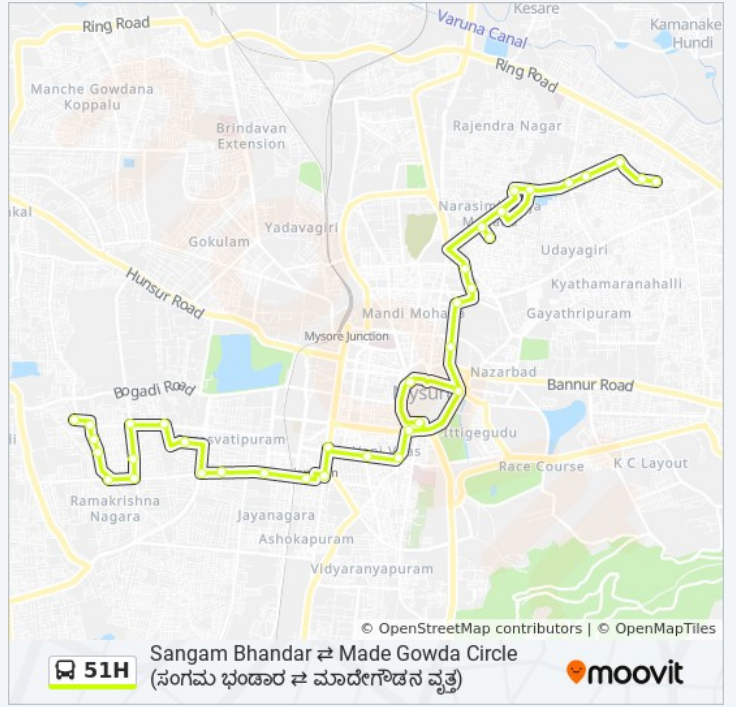 Kesare
Varuna Canal
Kamanake
Hundi
Ring Road
Ring Road
Manche Gowdana
Koppalu
Brindavan
Extension
Rajendra Nagar
Yadavagiri
Gokulam
Udayagiri
Kyathamaranahalli
Gayathripuram
Hunsur Road
Mandi Moha
Mysore Junction
Nazarbad
Bannur Road
Bogadi Road
svatipuram
Ittigegudu
Race Course
K C Layout
Ramakrishna
Nagara
Jayanagara
Ashokapuram
Vidyaranyapuram
© OpenStreetMap contributors | © OpenMapTiles
51H
Sangam Bhandar ⇄ Made Gowda Circle
(ಸಂಗಮ ಭಂಡಾರ ⇄ ಮಾದೇಗೌಡನ ವೃತ್ತ)
moovit